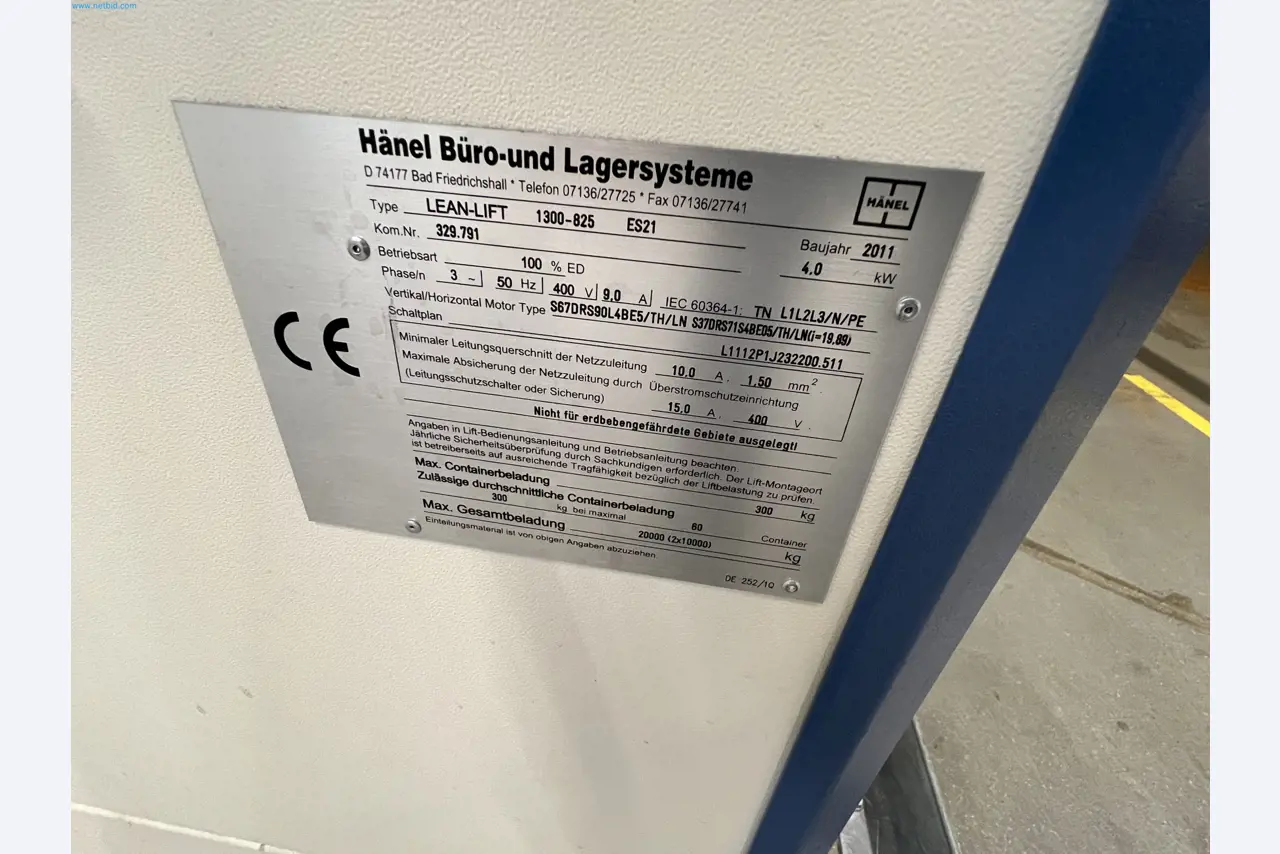 www.netbid.com
Hänel Büro-und Lagersysteme
D 74177 Bad Friedrichshall * Telefon 07136/27725 * Fax 07136/27741
HÄNEL
Type LEAN-LIFT 1300-825 ES21
Baujahr 2011
Kom.Nr. 329.791
4.0 kW
Betriebsart 100 % ED
Phase/n 3 ~ 50 Hz 400 V 9,0 A IEC 60364-1: TN L1L2L3/N/PE
Vertikal/Horizontal Motor Type S67DRS90L4BE5/TH/LN S37DRS71S4BE05/TH/LN(i=19,89)
Schaltplan L1112P1J232200.511
Minimaler Leitungsquerschnitt der Netzzuleitung 10,0 A, 1,50 mm²
Maximale Absicherung der Netzzuleitung durch Überstromschutzeinrichtung
(Leitungsschutzschalter oder Sicherung) 15,0 A, 400 V
Nicht für erdbebengefährdete Gebiete ausgelegt!
Angaben in Lift-Bedienungsanleitung und Betriebsanleitung beachten.
Jährliche Sicherheitsüberprüfung durch Sachkundigen erforderlich. Der Lift-Montageort
ist betreiberseits auf ausreichende Tragfähigkeit bezüglich der Liftbelastung zu prüfen.
Max. Containerbeladung 300 kg
Zulässige durchschnittliche Containerbeladung
300 kg bei maximal 60 Container
Max. Gesamtbeladung 20000 (2x10000) kg
Einteilungsmaterial ist von obigen Angaben abzuziehen
DE 252/10
CE